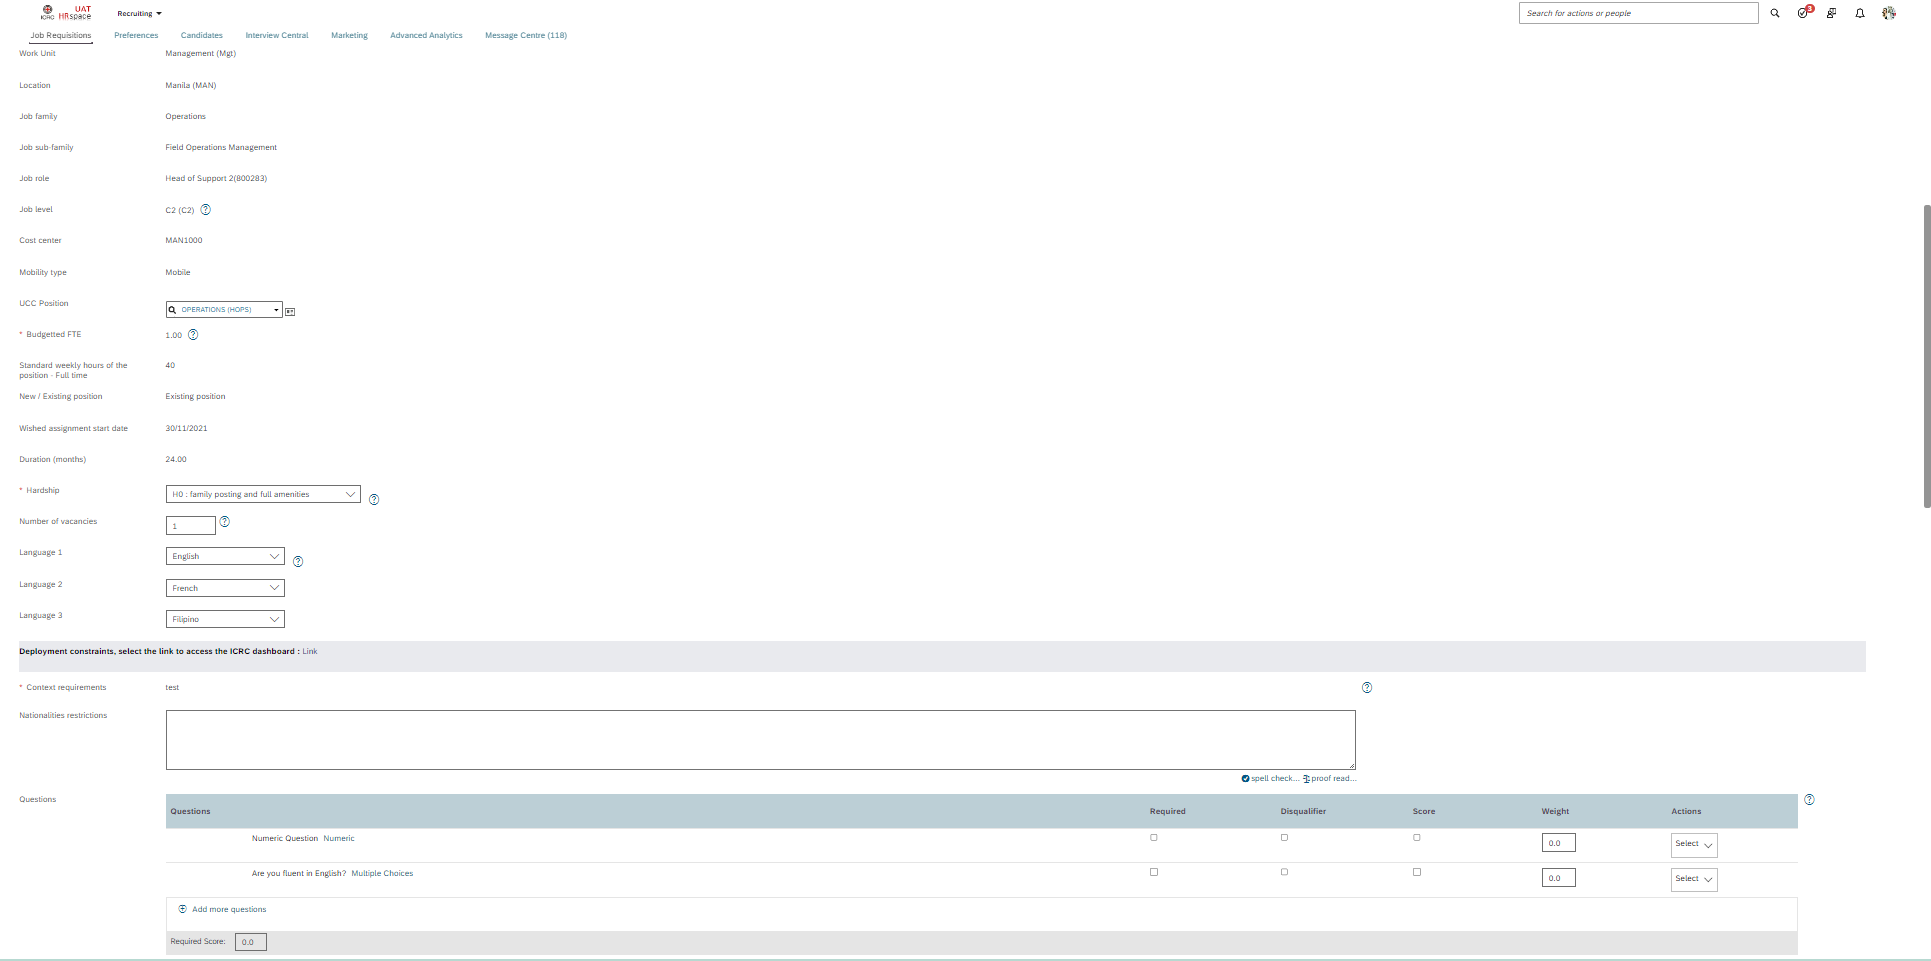 ICRC
UAT
HRspace
Recruiting
Search for actions or people
3
Job Requisitions Preferences Candidates Interview Central Marketing Advanced Analytics Message Centre (118)
Work Unit Management (Mgt)
Location Manila (MAN)
Job family Operations
Job sub-family Field Operations Management
Job role Head of Support 2(800283)
Job level C2 (C2) ?
Cost center MAN1000
Mobility type Mobile
UCC Position OPERATIONS (HOPS)
* Budgetted FTE 1.00 ?
Standard weekly hours of the 40
position - Full time
New / Existing position Existing position
Wished assignment start date 30/11/2021
Duration (months) 24.00
* Hardship H0 : family posting and full amenities ?
Number of vacancies 1 ?
Language 1 English ?
Language 2 French
Language 3 Filipino
Deployment constraints, select the link to access the ICRC dashboard : Link
* Context requirements test ?
Nationalities restrictions
spell check... proof read...
Questions ?
Questions Required Disqualifier Score Weight Actions
Numeric Question Numeric 0.0 Select
Are you fluent in English? Multiple Choices 0.0 Select
Add more questions
Required Score: 0.0